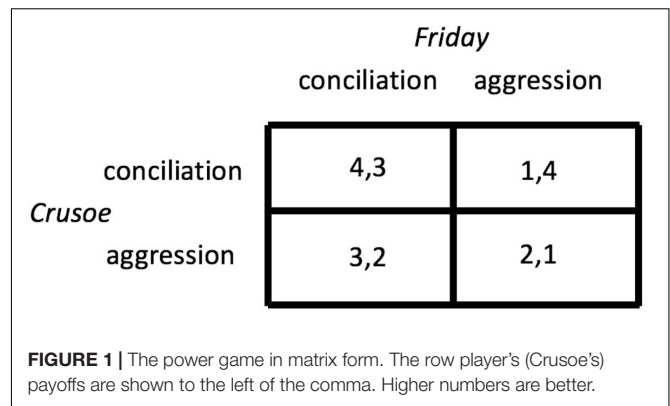 Friday
conciliation aggression
conciliation 4,3 1,4
Crusoe
aggression 3,2 2,1
FIGURE 1 | The power game in matrix form. The row player's (Crusoe's)
payoffs are shown to the left of the comma. Higher numbers are better.